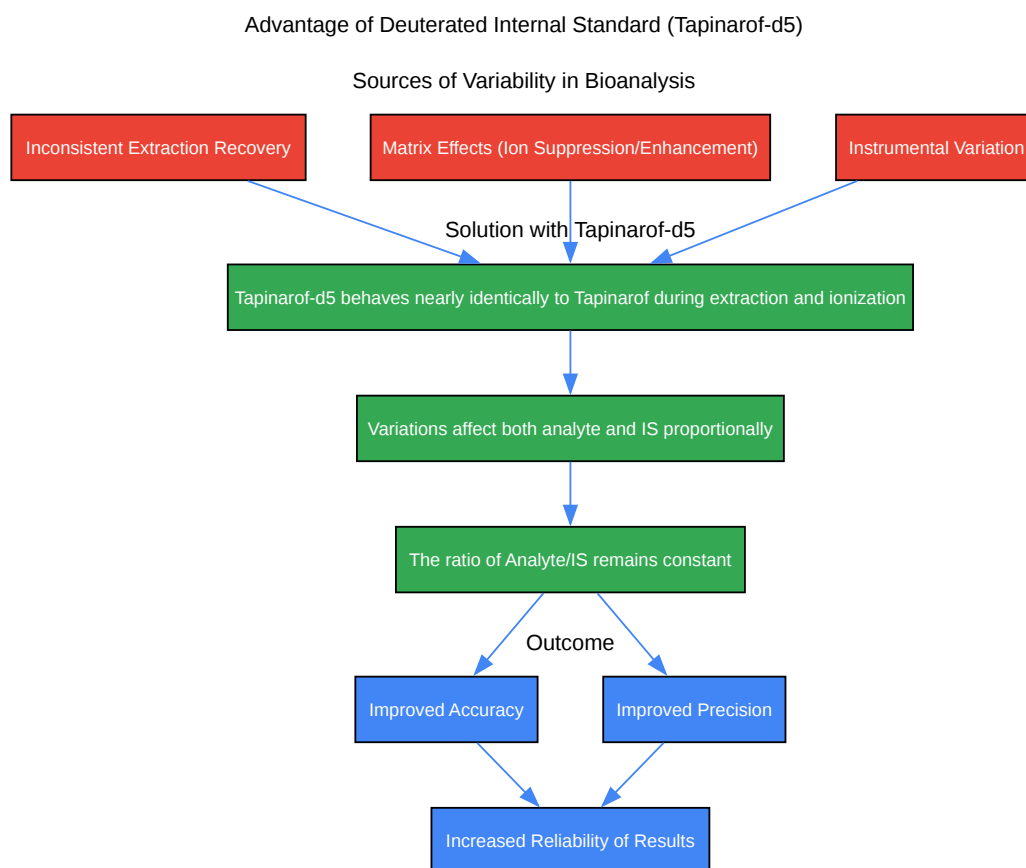 Advantage of Deuterated Internal Standard (Tapinarof-d5)
Sources of Variability in Bioanalysis
Inconsistent Extraction Recovery
Matrix Effects (Ion Suppression/Enhancement)
Instrumental Variation
Solution with Tapinarof-d5
Tapinarof-d5 behaves nearly identically to Tapinarof during extraction and ionization
Variations affect both analyte and IS proportionally
The ratio of Analyte/IS remains constant
Outcome
Improved Accuracy
Improved Precision
Increased Reliability of Results